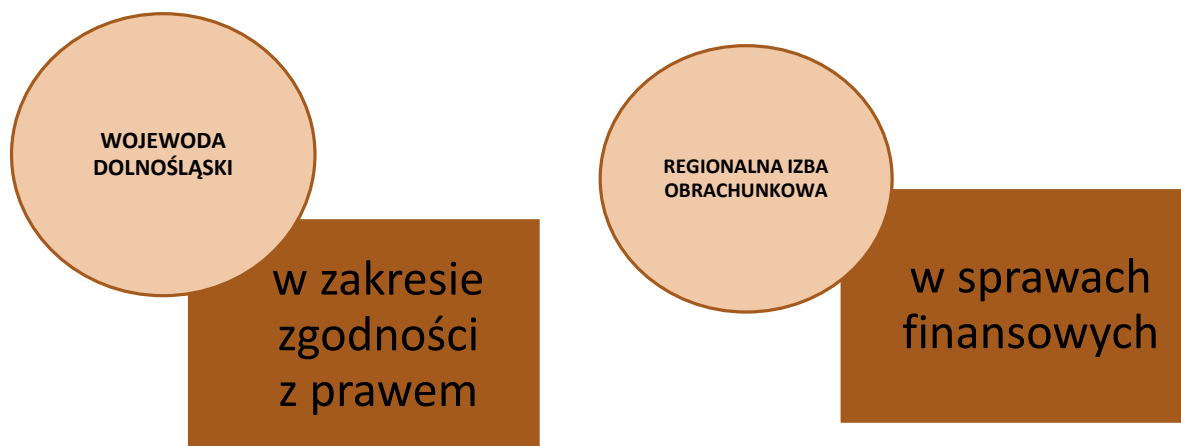 WOJEWODA
DOLNOŚLĄSKI
w zakresie
zgodności
z prawem
REGIONALNA IZBA
OBRACHUNKOWA
w sprawach
finansowych